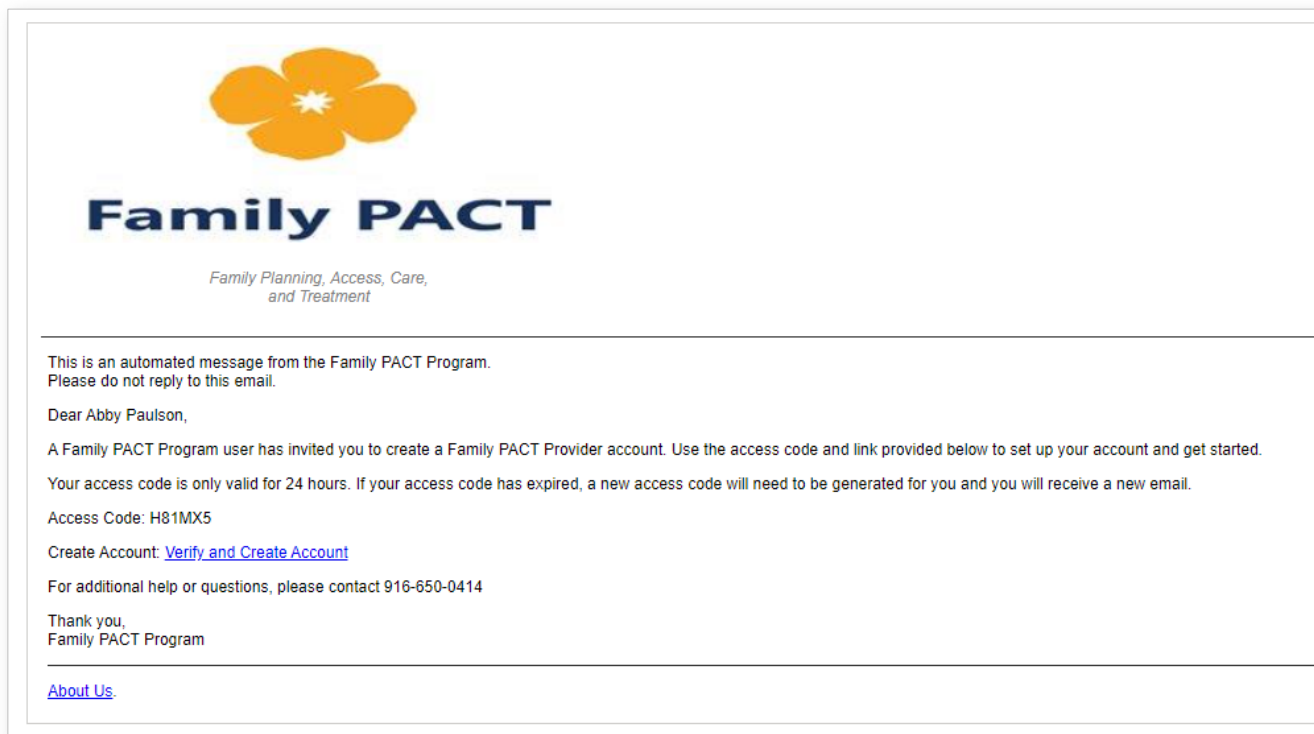 Family PACT
Family Planning, Access, Care,
and Treatment
This is an automated message from the Family PACT Program.
Please do not reply to this email.
Dear Abby Paulson,
A Family PACT Program user has invited you to create a Family PACT Provider account. Use the access code and link provided below to set up your account and get started.
Your access code is only valid for 24 hours. If your access code has expired, a new access code will need to be generated for you and you will receive a new email.
Access Code: H81MX5
Create Account: Verify and Create Account
For additional help or questions, please contact 916-650-0414
Thank you,
Family PACT Program
About Us.